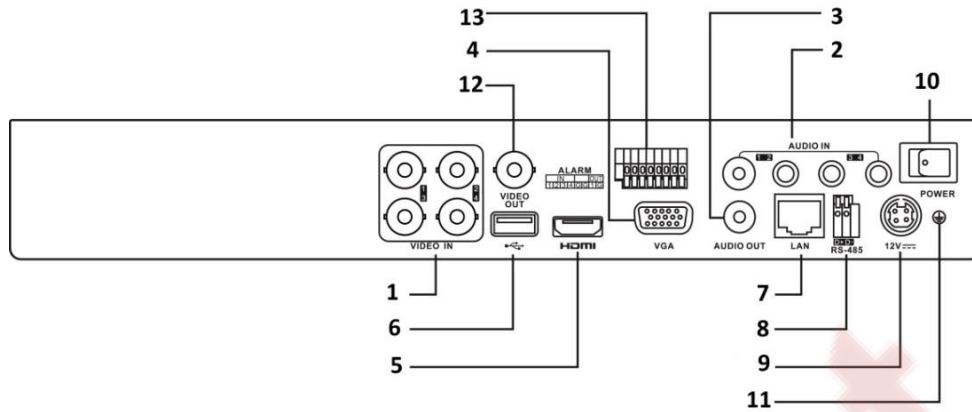 13
3
4
2
12
10
AUDIO IN
1 2
3 4
ALARM
IN OUT
1 2 3 4 G G 1 G
VIDEO
OUT
POWER
VIDEO IN
HDMI
VGA
AUDIO OUT
LAN
D+ D-
RS-485
12V
1
7
6
8
5
9
11